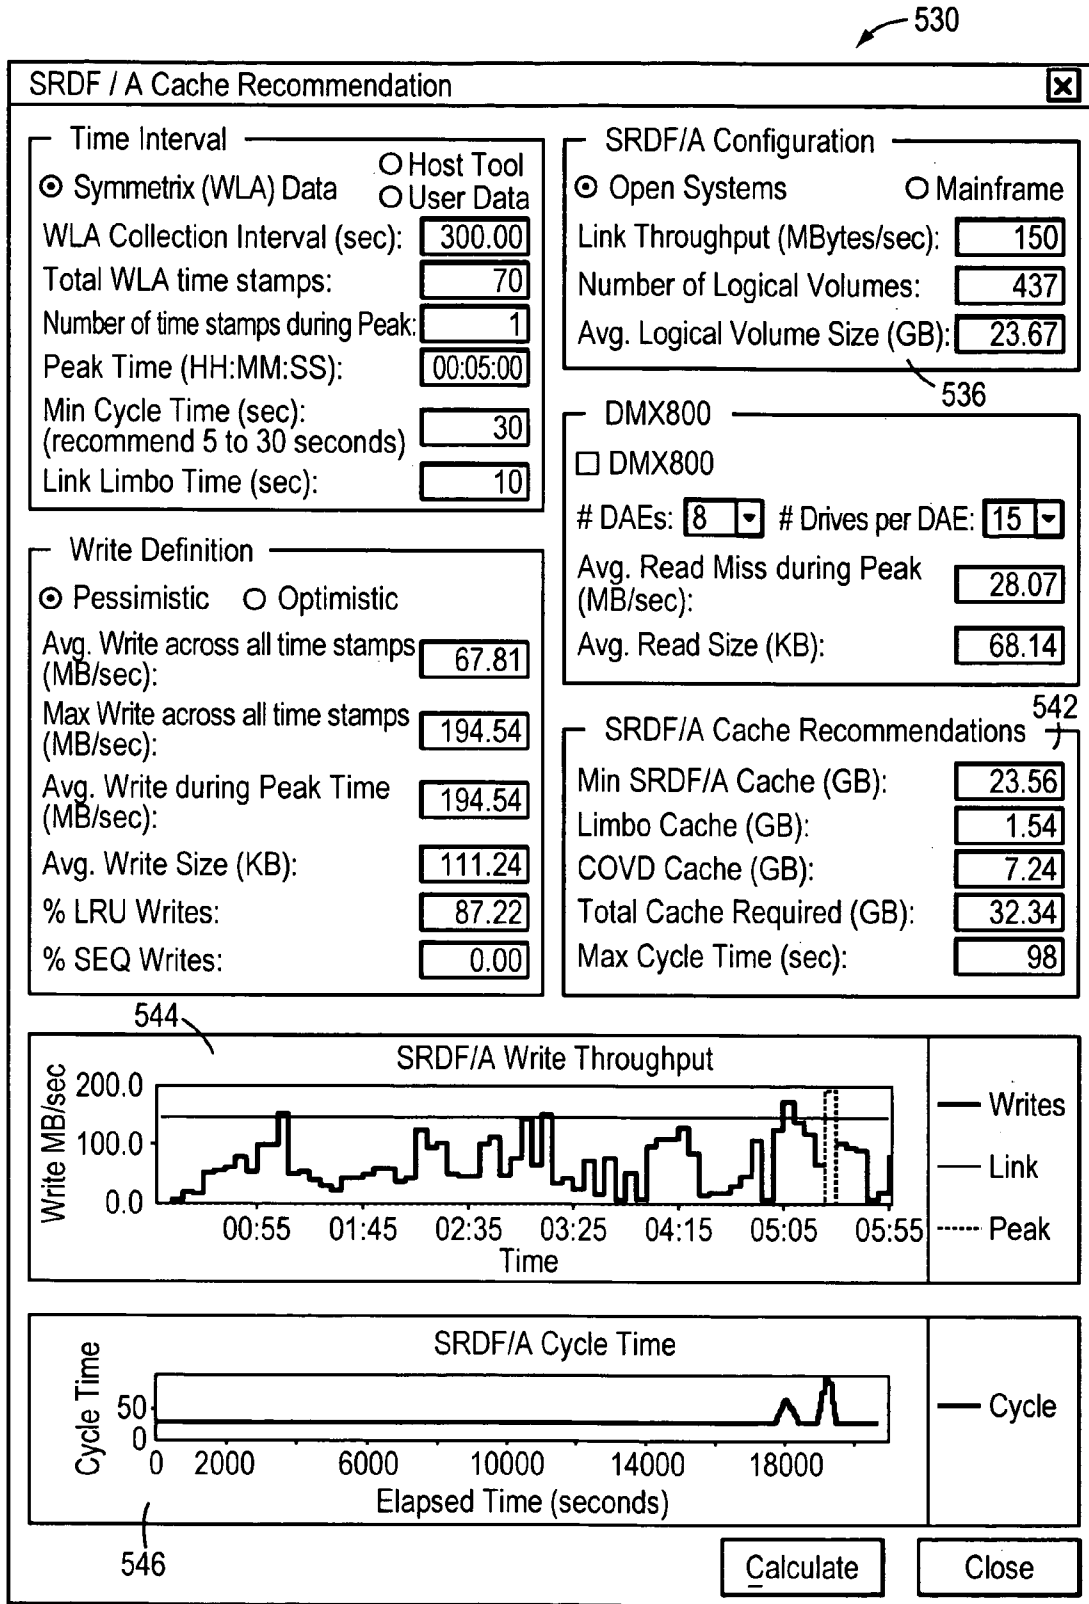 530
SRDF / A Cache Recommendation
Time Interval
Symmetrix (WLA) Data
Host Tool
User Data
WLA Collection Interval (sec): 300.00
Total WLA time stamps: 70
Number of time stamps during Peak: 1
Peak Time (HH:MM:SS): 00:05:00
Min Cycle Time (sec):
(recommend 5 to 30 seconds) 30
Link Limbo Time (sec): 10
SRDF/A Configuration
Open Systems Mainframe
Link Throughput (MBytes/sec): 150
Number of Logical Volumes: 437
Avg. Logical Volume Size (GB): 23.67
536
DMX800
DMX800
# DAEs: 8 # Drives per DAE: 15
Avg. Read Miss during Peak
(MB/sec): 28.07
Avg. Read Size (KB): 68.14
Write Definition
Pessimistic Optimistic
Avg. Write across all time stamps
(MB/sec): 67.81
Max Write across all time stamps
(MB/sec): 194.54
Avg. Write during Peak Time
(MB/sec): 194.54
Avg. Write Size (KB): 111.24
% LRU Writes: 87.22
% SEQ Writes: 0.00
542
SRDF/A Cache Recommendations
Min SRDF/A Cache (GB): 23.56
Limbo Cache (GB): 1.54
COVD Cache (GB): 7.24
Total Cache Required (GB): 32.34
Max Cycle Time (sec): 98
544
SRDF/A Write Throughput
Write MB/sec
200.0
100.0
0.0
00:55 01:45 02:35 03:25 04:15 05:05 05:55
Time
Writes
Link
Peak
SRDF/A Cycle Time
Cycle Time
50
0
0 2000 6000 10000 14000 18000
Elapsed Time (seconds)
Cycle
546
Calculate Close